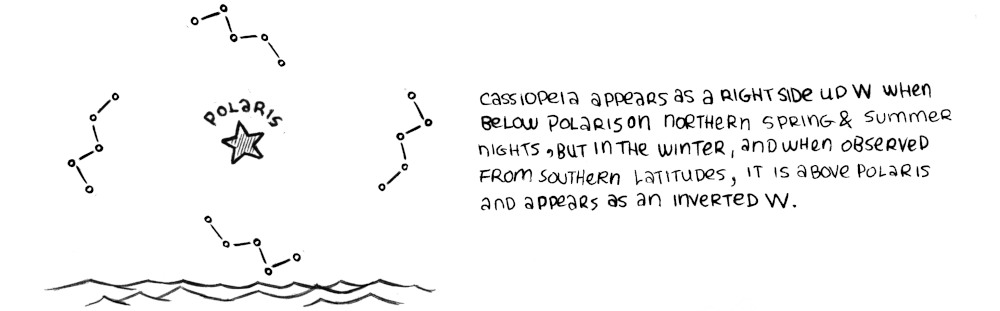 POLARIS
CASSIOPEIA APPEARS AS A RIGHT SIDE UP W WHEN
BELOW POLARIS ON NORTHERN SPRING & SUMMER
NIGHTS, BUT IN THE WINTER, AND WHEN OBSERVED
FROM SOUTHERN LATITUDES, IT IS ABOVE POLARIS
AND APPEARS AS AN INVERTED W.